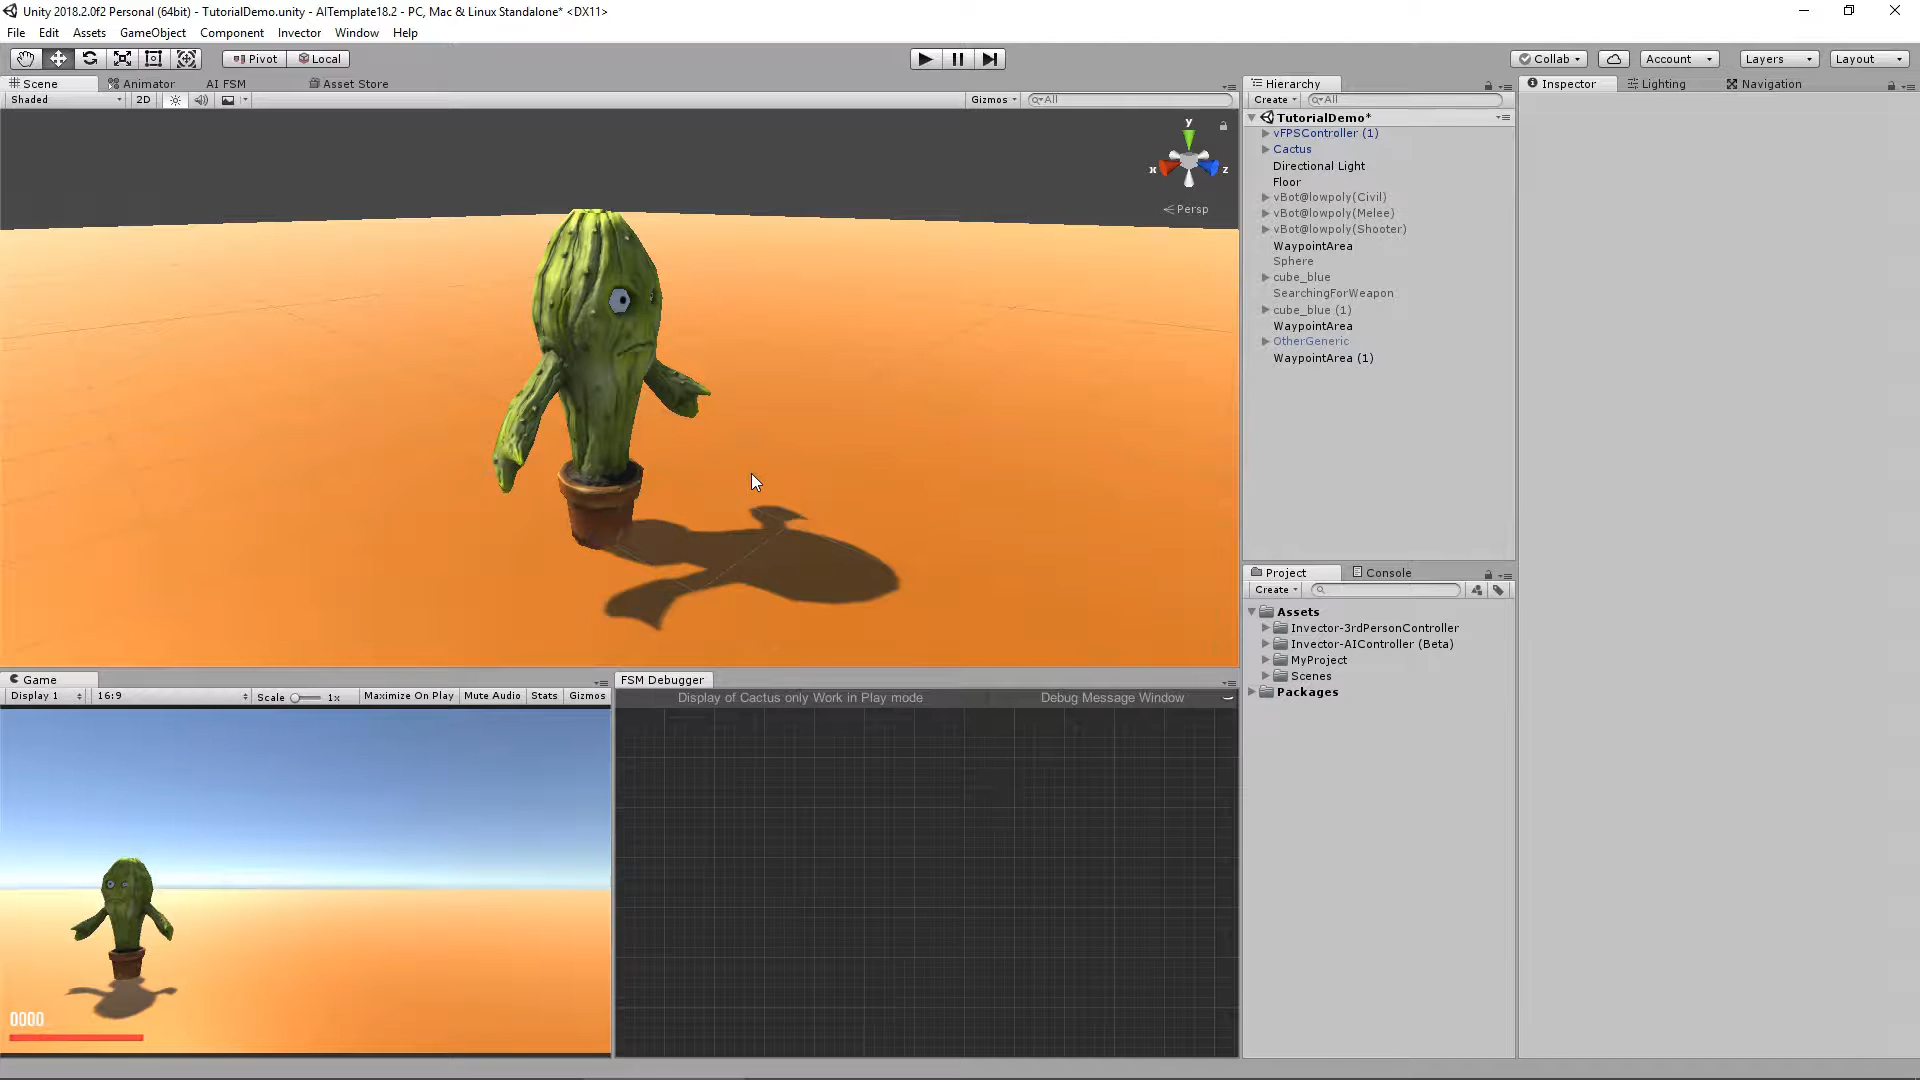 Unity 2018.2.0f2 Personal (64bit) - TutorialDemo.unity - AITemplate18.2 - PC, Mac & Linux Standalone* <DX11>
File Edit Assets GameObject Component Invector Window Help
Pivot Local Collab Account Layers Layout
Scene Animator AI FSM Asset Store
Shaded 2D Gizmos All
y
x z
Persp
Hierarchy
Create All
TutorialDemo*
vFPSController (1)
Cactus
Directional Light
Floor
vBot@lowpoly(Civil)
vBot@lowpoly(Melee)
vBot@lowpoly(Shooter)
WaypointArea
Sphere
cube_blue
SearchingForWeapon
cube_blue (1)
WaypointArea
OtherGeneric
WaypointArea (1)
Inspector Lighting Navigation
Project Console
Create
Assets
Invector-3rdPersonController
Invector-AIController (Beta)
MyProject
Scenes
Packages
Game
Display 1 16:9 Scale 1x Maximize On Play Mute Audio Stats Gizmos
0000
FSM Debugger
Display of Cactus only Work in Play mode Debug Message Window